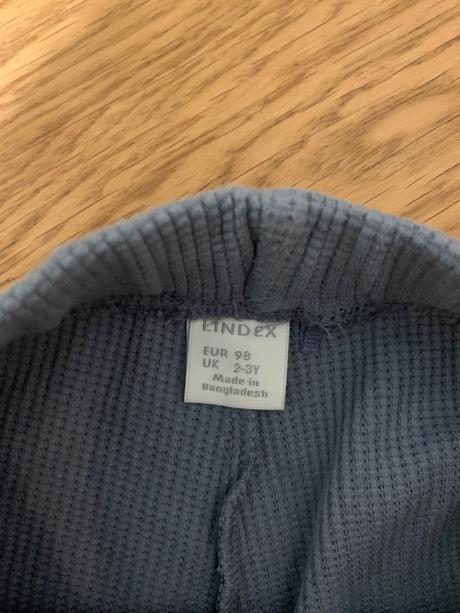 LINDEX
EUR 98
UK 2-3Y
Made in
Bangladesh